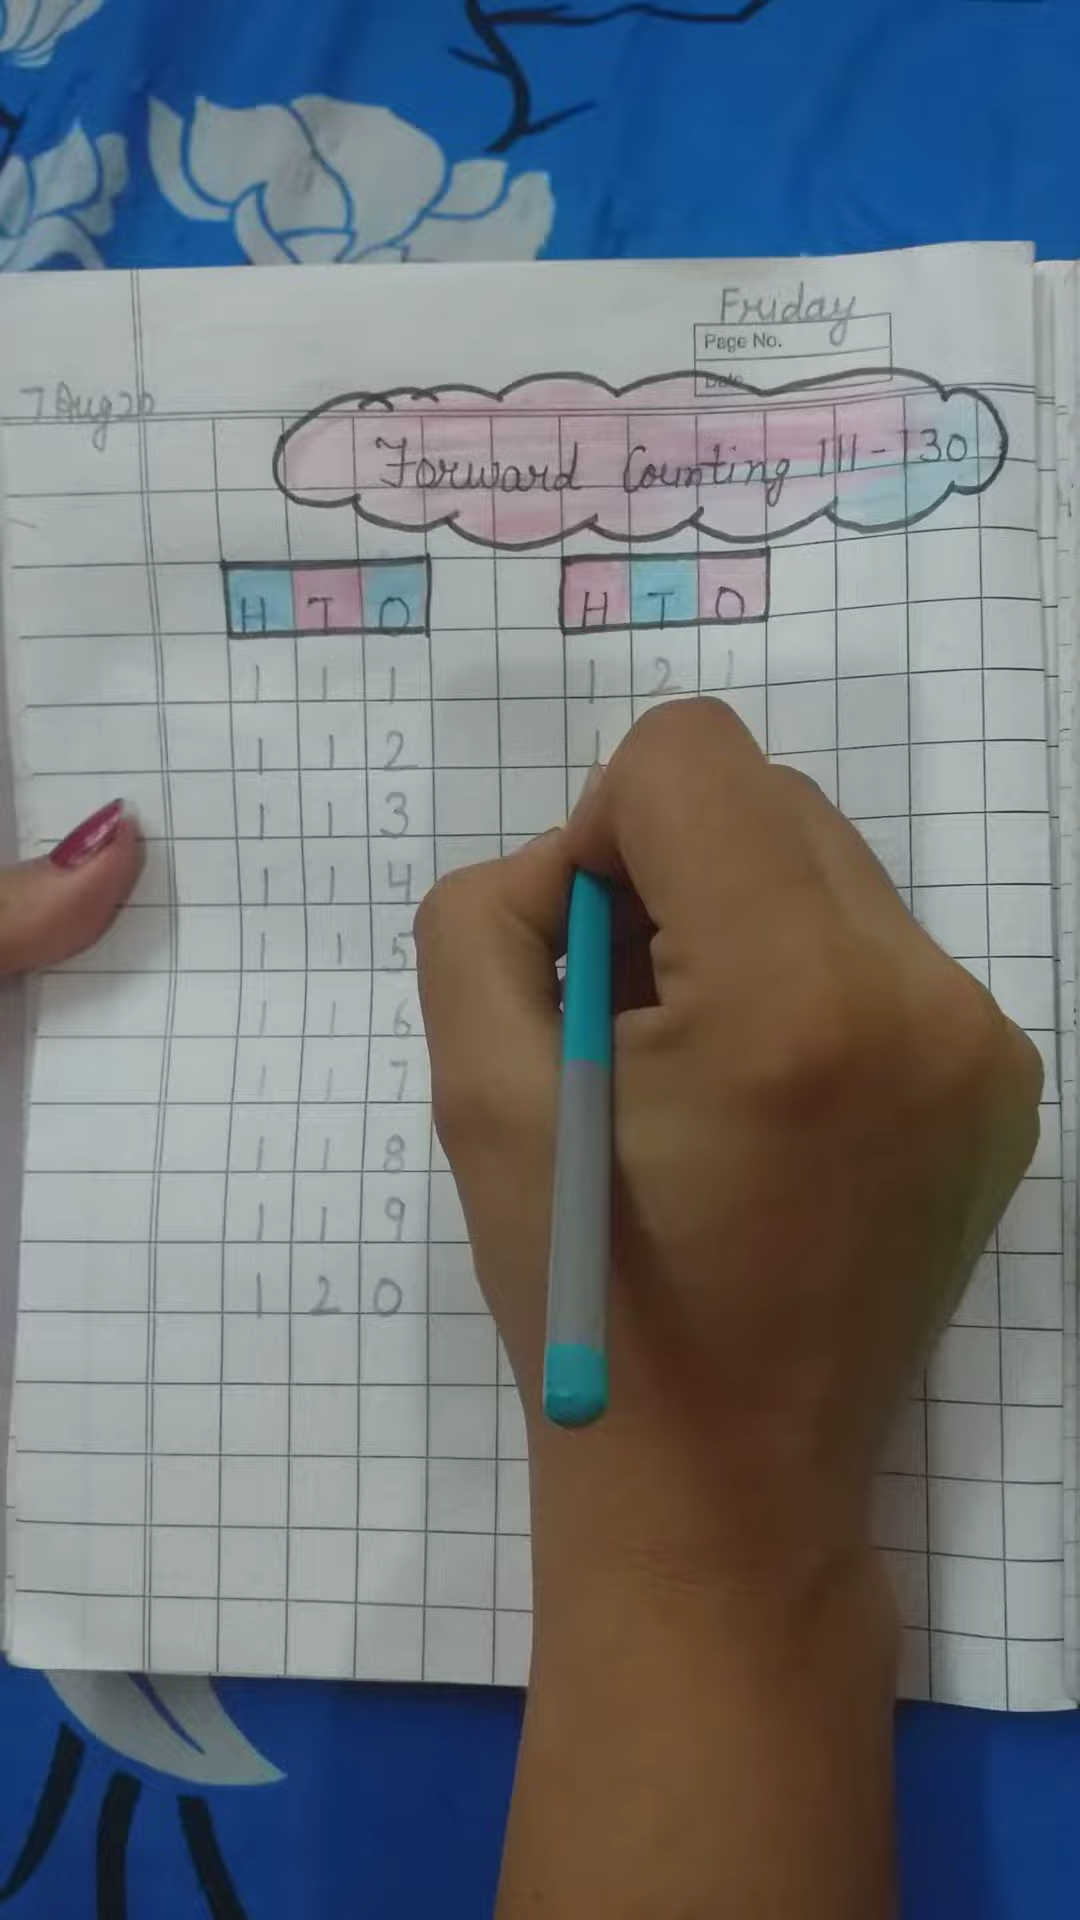 Friday
Page No.
Date
7 Aug 20
Forward Counting 111-130
H T O H T O
1 1 1 1 2 1
1 1 2 1
1 1 3
1 1 4
1 1 5
1 1 6
1 1 7
1 1 8
1 1 9
1 2 0